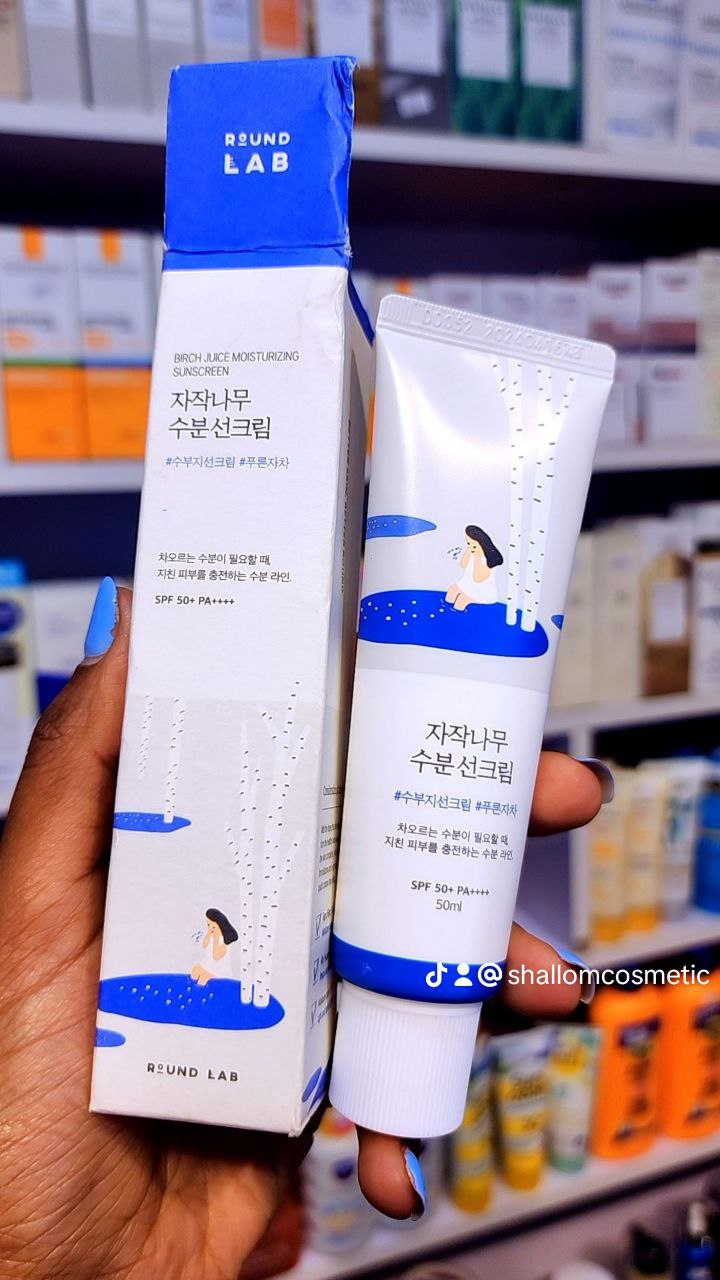 ROUND
LAB
BIRCH JUICE MOISTURIZING
SUNSCREEN
자작나무
수분선크림
#수부지선크림 #푸른자차
차오르는 수분이 필요할 때,
지친 피부를 충전하는 수분 라인.
SPF 50+ PA++++
ROUND LAB
자작나무
수분선크림
#수부지선크림 #푸른자차
차오르는 수분이 필요할 때,
지친 피부를 충전하는 수분 라인.
SPF 50+ PA++++
50ml
@shallomcosmetic